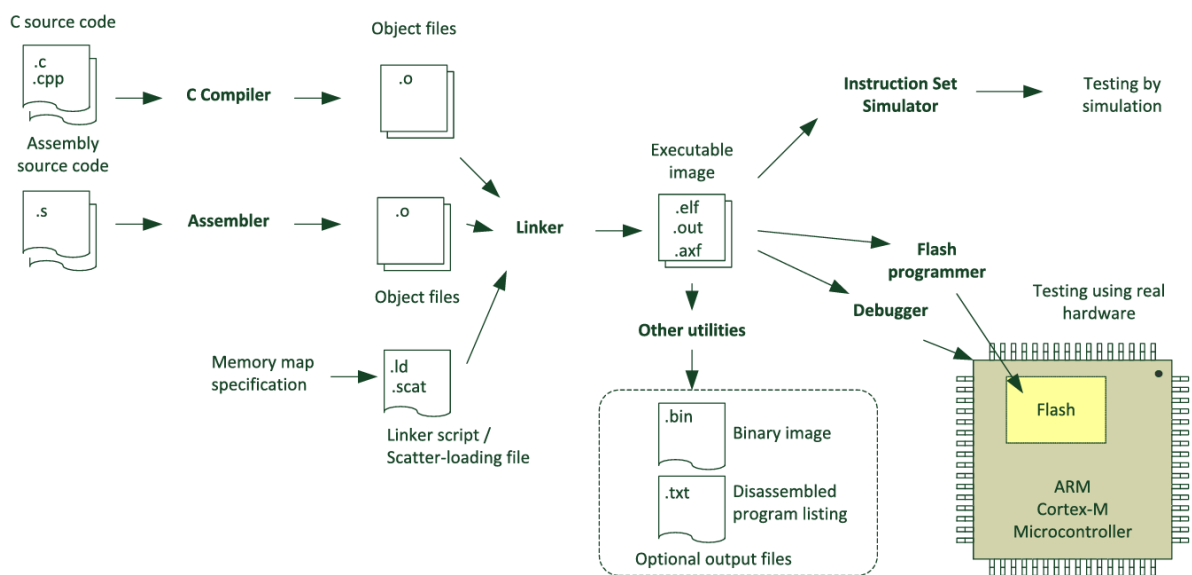 C source code
.c
.cpp
C Compiler
Object files
.o
Assembly
source code
.s
Assembler
.o
Object files
Linker
Memory map
specification
.ld
.scat
Linker script /
Scatter-loading file
Executable
image
.elf
.out
.axf
Instruction Set
Simulator
Testing by
simulation
Flash
programmer
Debugger
Testing using real
hardware
Flash
ARM
Cortex-M
Microcontroller
Other utilities
.bin
Binary image
.txt
Disassembled
program listing
Optional output files